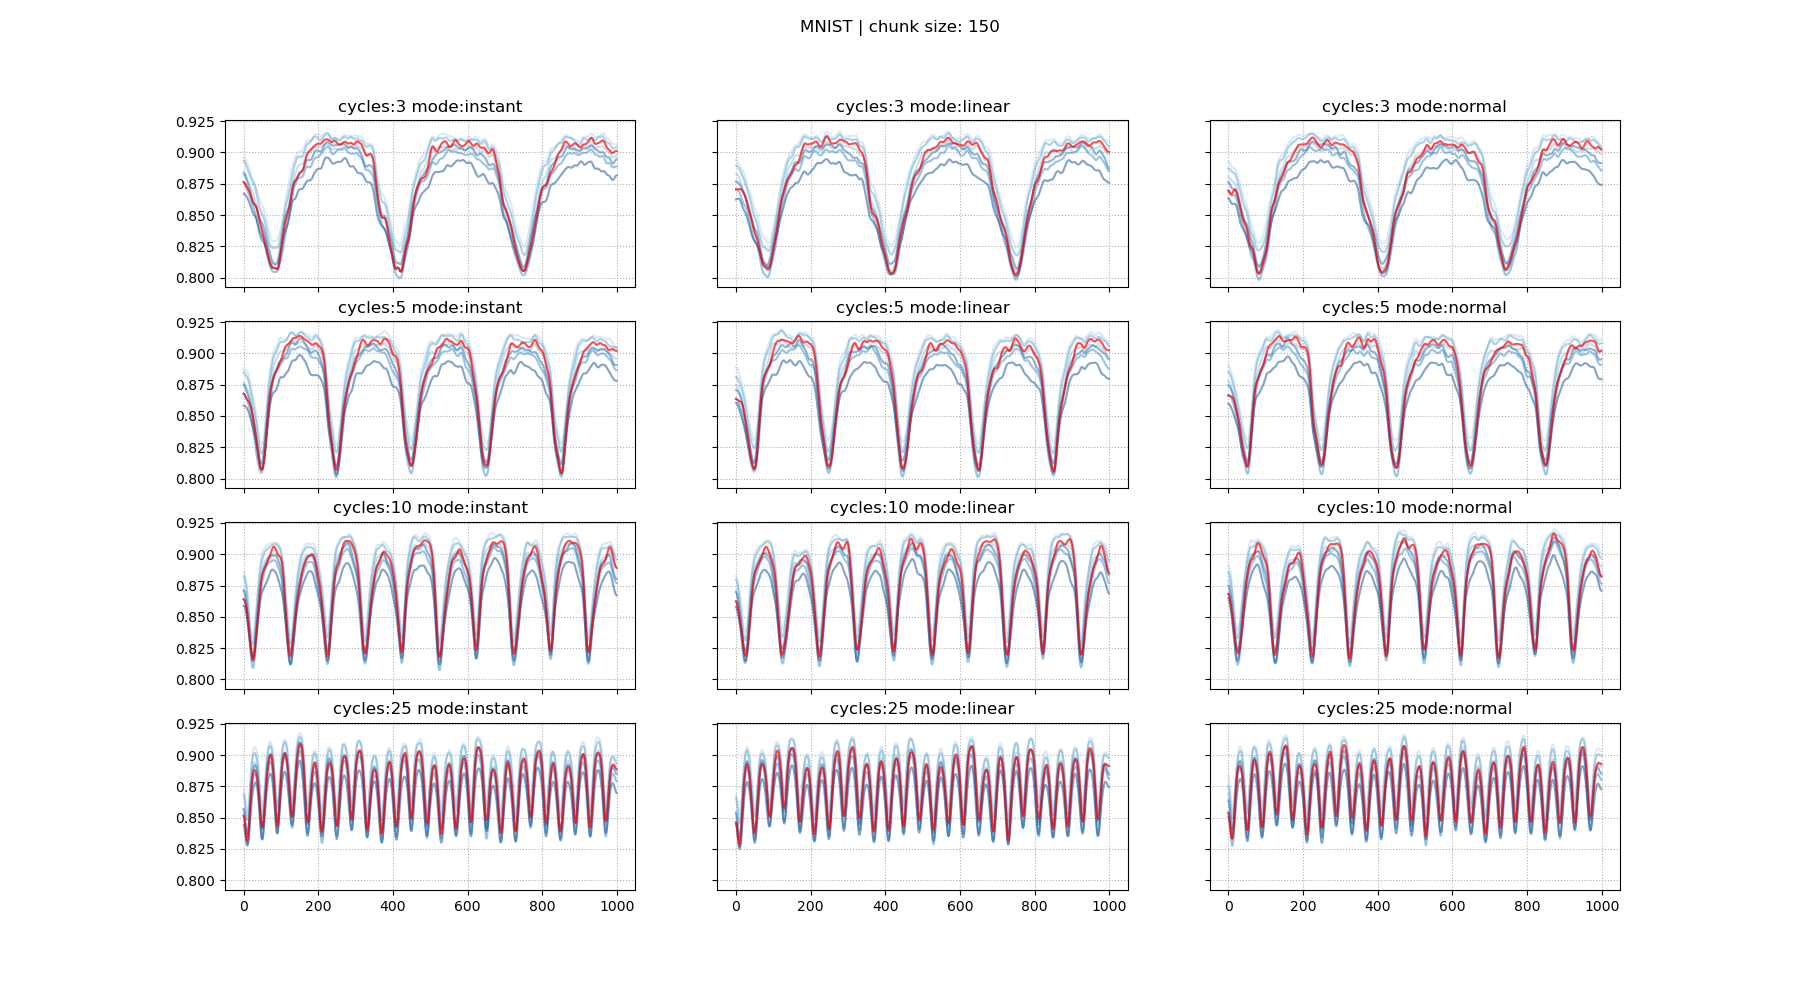 MNIST | chunk size: 150
cycles:3 mode:instant
cycles:3 mode:linear
cycles:3 mode:normal
0.925
0.900
0.875
0.850
0.825
0.800
cycles:5 mode:instant
cycles:5 mode:linear
cycles:5 mode:normal
0.925
0.900
0.875
0.850
0.825
0.800
cycles:10 mode:instant
cycles:10 mode:linear
cycles:10 mode:normal
0.925
0.900
0.875
0.850
0.825
0.800
cycles:25 mode:instant
cycles:25 mode:linear
cycles:25 mode:normal
0.925
0.900
0.875
0.850
0.825
0.800
0 200 400 600 800 1000
0 200 400 600 800 1000
0 200 400 600 800 1000